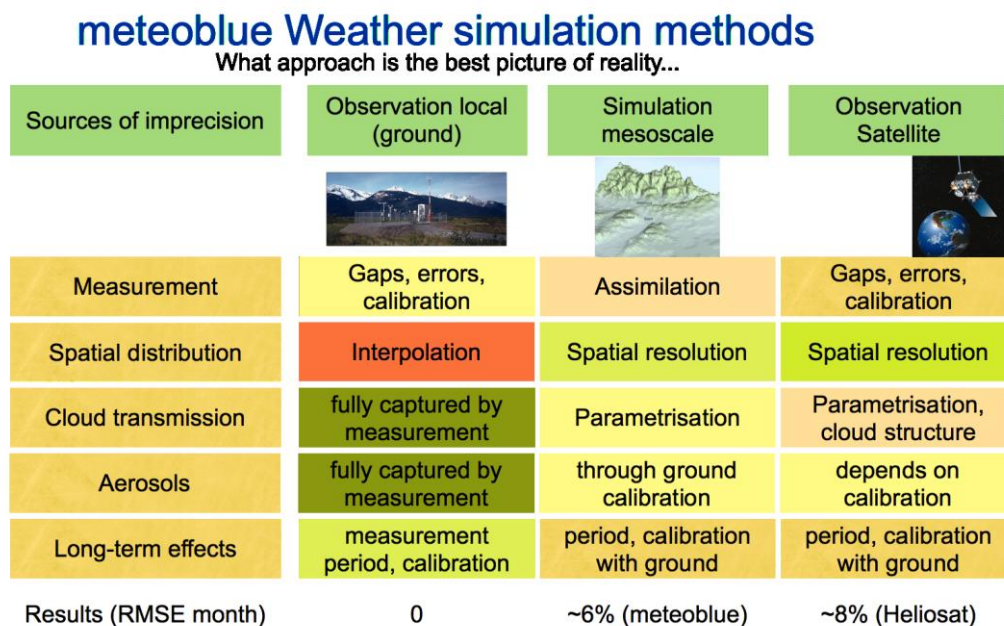 meteoblue Weather simulation methods
What approach is the best picture of reality...
Sources of imprecision
Observation local
(ground)
Simulation
mesoscale
Observation
Satellite
Measurement
Gaps, errors,
calibration
Assimilation
Gaps, errors,
calibration
Spatial distribution
Interpolation
Spatial resolution
Spatial resolution
Cloud transmission
fully captured by
measurement
Parametrisation
Parametrisation,
cloud structure
Aerosols
fully captured by
measurement
through ground
calibration
depends on
calibration
Long-term effects
measurement
period, calibration
period, calibration
with ground
period, calibration
with ground
Results (RMSE month)
0
~6% (meteoblue)
~8% (Heliosat)